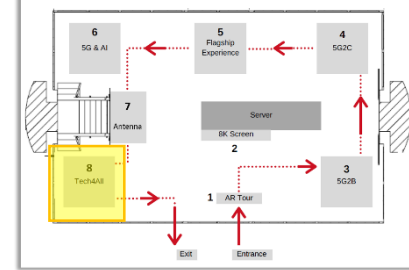 6
5G & AI
5
Flagship
Experience
4
5G2C
7
Antenna
Server
8K Screen
2
8
Tech4All
3
5G2B
1 AR Tour
Exit
Entrance